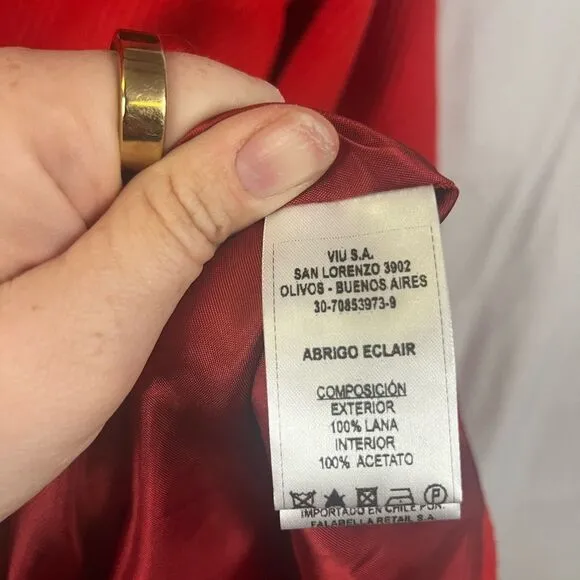 VIU S.A.
SAN LORENZO 3902
OLIVOS - BUENOS AIRES
30-70853973-9
ABRIGO ECLAIR
COMPOSICIÓN
EXTERIOR
100% LANA
INTERIOR
100% ACETATO
P
IMPORTADO EN CHILE POR:
FALABELLA RETAIL S.A.